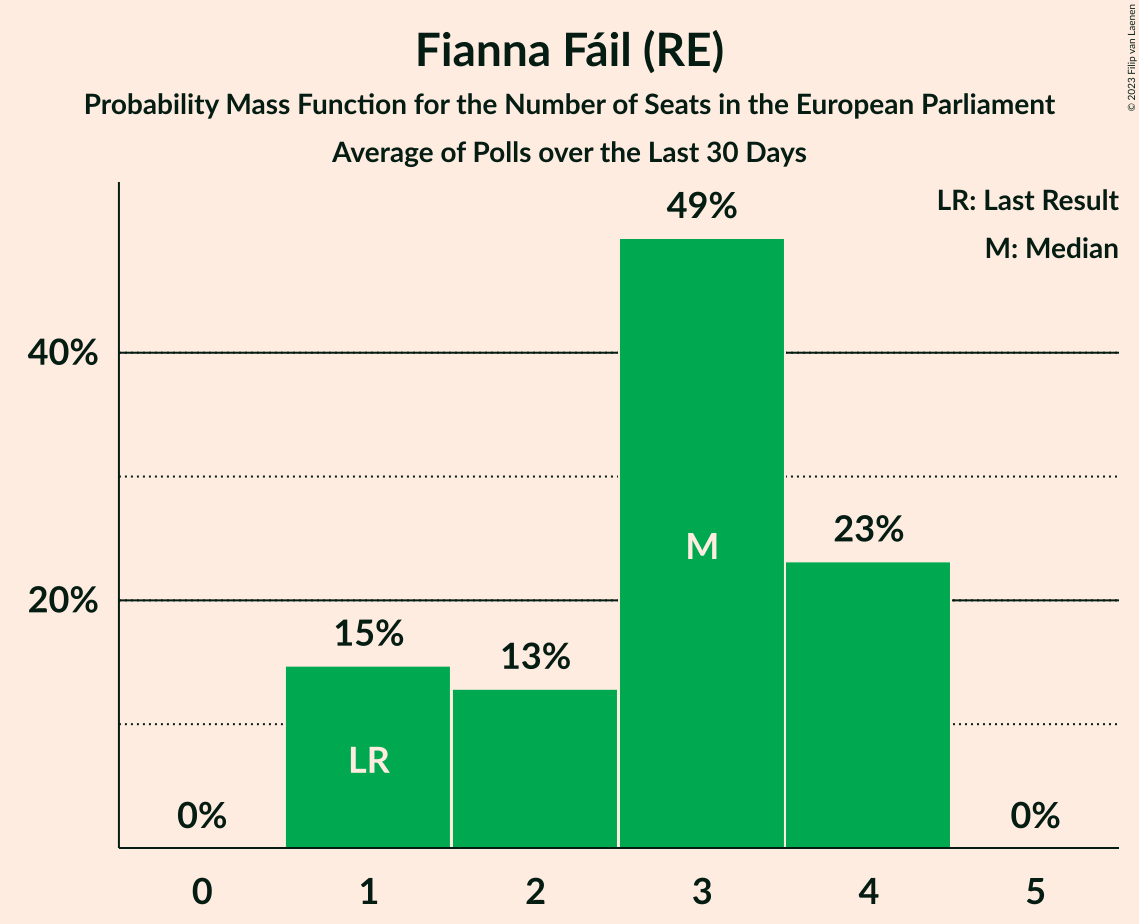 Fianna Fáil (RE)
Probability Mass Function for the Number of Seats in the European Parliament
Average of Polls over the Last 30 Days
© 2023 Filip van Laenen
LR: Last Result
M: Median
40%
20%
0%
15%
13%
49%
23%
0%
LR
M
0
1
2
3
4
5